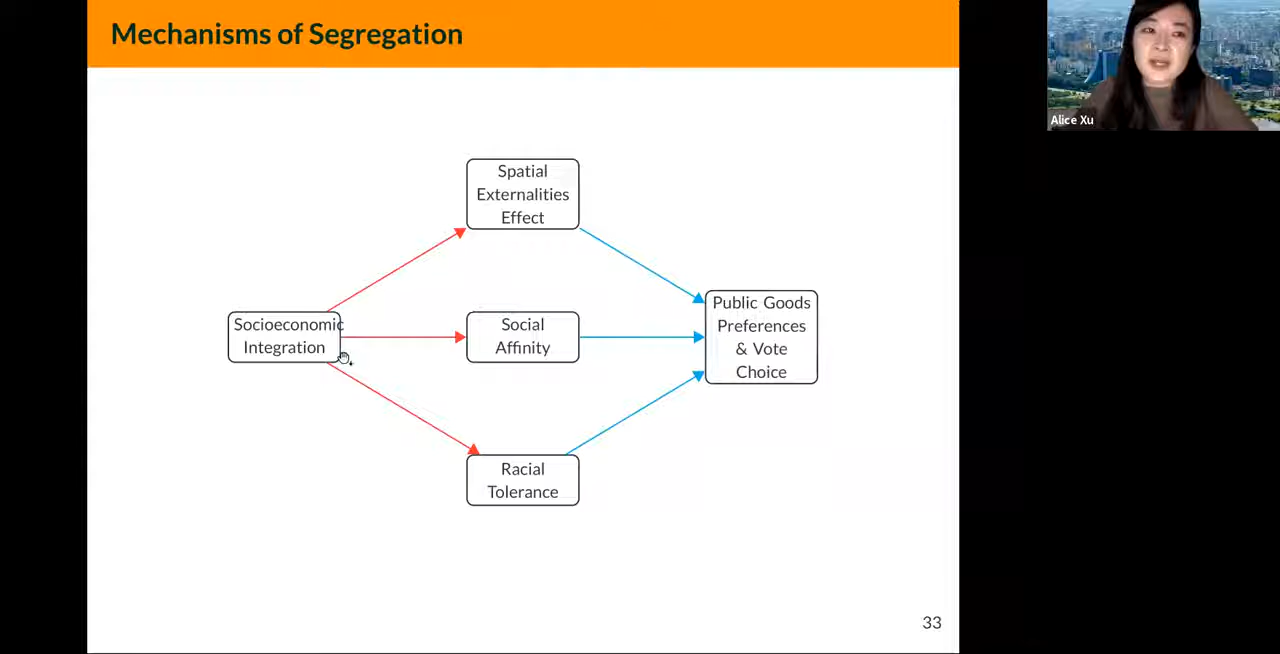 Mechanisms of Segregation
Alice Xu
Spatial
Externalities
Effect
Socioeconomic
Integration
Social
Affinity
Public Goods
Preferences
& Vote
Choice
Racial
Tolerance
33